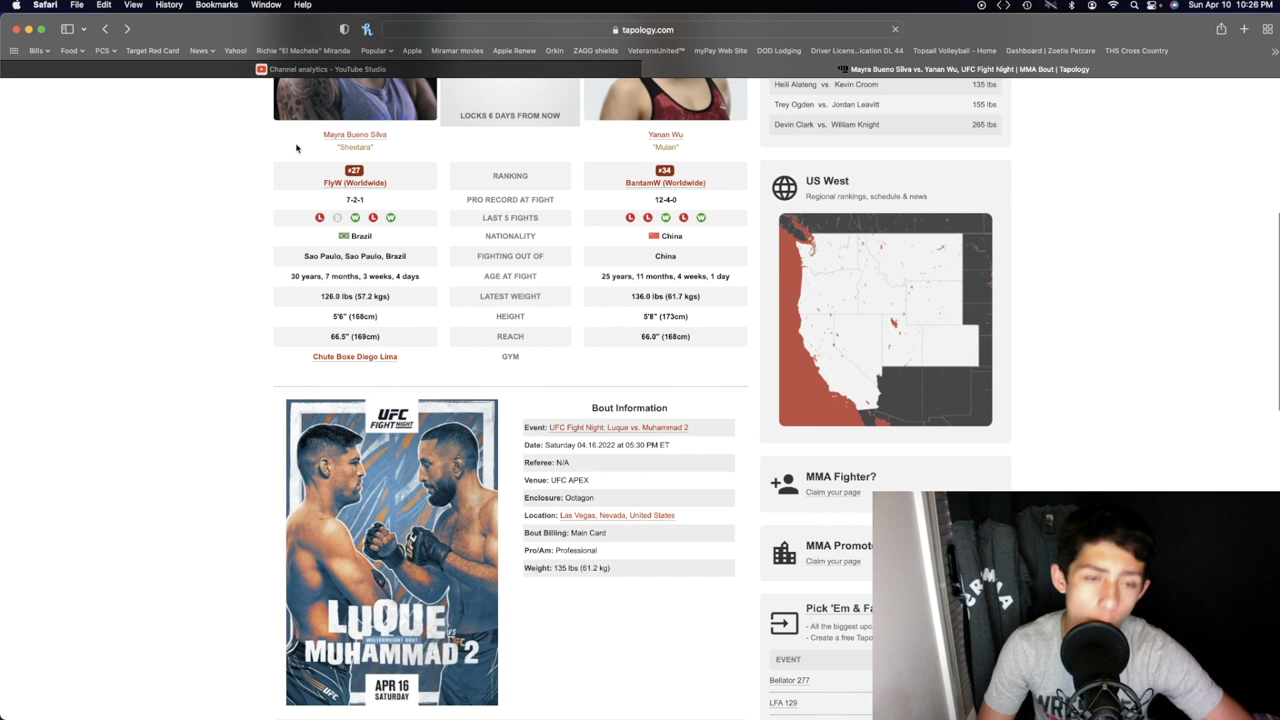 Safari File Edit View History Bookmarks Window Help
Sun Apr 10 10:26 PM
tapology.com
Bills Food PCS Target Red Card News Yahoo! Richie "El Machete" Miranda Popular Apple Miramar movies Apple Renew Orkin ZAGG shields VeteransUnited™ myPay Web Site DOD Lodging Driver Licens...lication DL 44 Topsail Volleyball – Home Dashboard | Zoetis Petcare THS Cross Country
Channel analytics – YouTube Studio
Mayra Bueno Silva vs. Yanan Wu, UFC Fight Night | MMA Bout | Tapology
LOCKS 6 DAYS FROM NOW
Mayra Bueno Silva
"Sheetara"
Yanan Wu
"Mulan"
#27
FlyW (Worldwide)
RANKING
#34
BantamW (Worldwide)
7-2-1 PRO RECORD AT FIGHT 12-4-0
L D W L W LAST 5 FIGHTS L L W L W
Brazil NATIONALITY China
Sao Paulo, Sao Paulo, Brazil FIGHTING OUT OF China
30 years, 7 months, 3 weeks, 4 days AGE AT FIGHT 25 years, 11 months, 4 weeks, 1 day
126.0 lbs (57.2 kgs) LATEST WEIGHT 136.0 lbs (61.7 kgs)
5'6" (168cm) HEIGHT 5'8" (173cm)
66.5" (169cm) REACH 66.0" (168cm)
Chute Boxe Diego Lima GYM
UFC
FIGHT NIGHT
LUQUE
VS
MUHAMMAD 2
APR 16
SATURDAY
UFC
Bout Information
Event: UFC Fight Night: Luque vs. Muhammad 2
Date: Saturday 04.16.2022 at 05:30 PM ET
Referee: N/A
Venue: UFC APEX
Enclosure: Octagon
Location: Las Vegas, Nevada, United States
Bout Billing: Main Card
Pro/Am: Professional
Weight: 135 lbs (61.2 kg)
Heili Alateng vs. Kevin Croom 135 lbs
Trey Ogden vs. Jordan Leavitt 155 lbs
Devin Clark vs. William Knight 265 lbs
US West
Regional rankings, schedule & news
MMA Fighter?
Claim your page
MMA Promot
Claim your page
Pick 'Em & Fa
- All the biggest upc
- Create a free Tapo
EVENT
Bellator 277
LFA 129